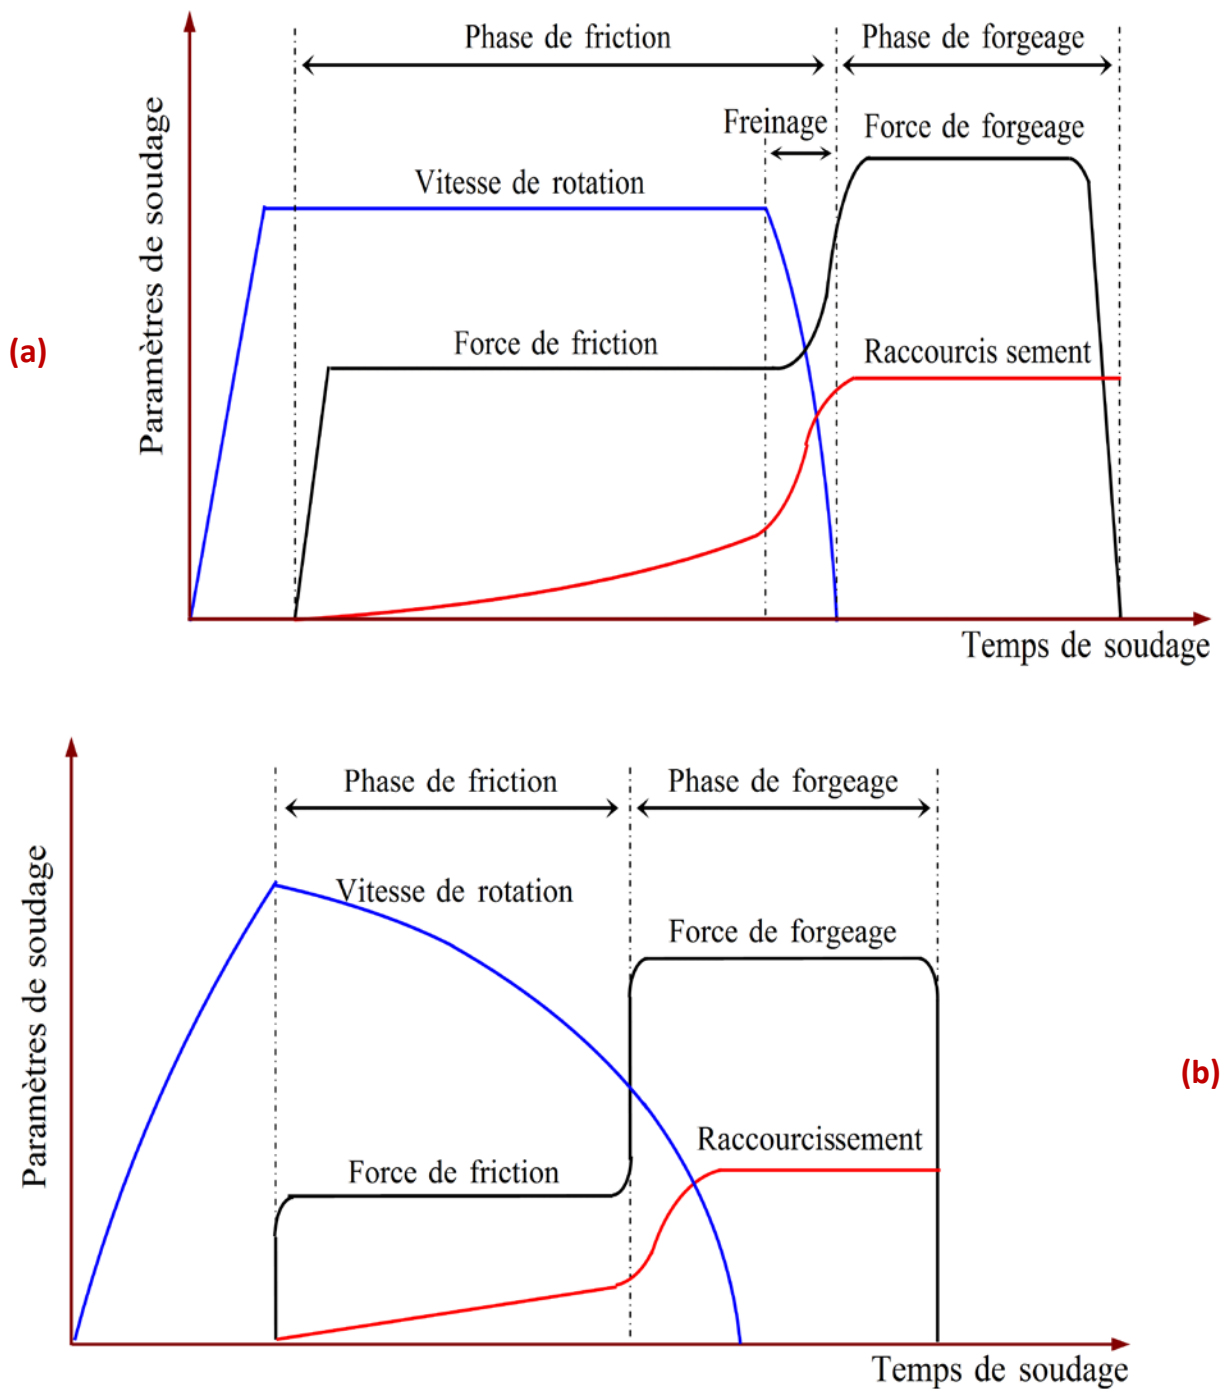 Phase de friction
Phase de forgeage
Freinage
Force de forgeage
Vitesse de rotation
Force de friction
Raccourcis sement
Paramètres de soudage
(a)
Temps de soudage
Phase de friction
Phase de forgeage
Vitesse de rotation
Force de forgeage
Raccourcissement
Force de friction
Paramètres de soudage
(b)
Temps de soudage